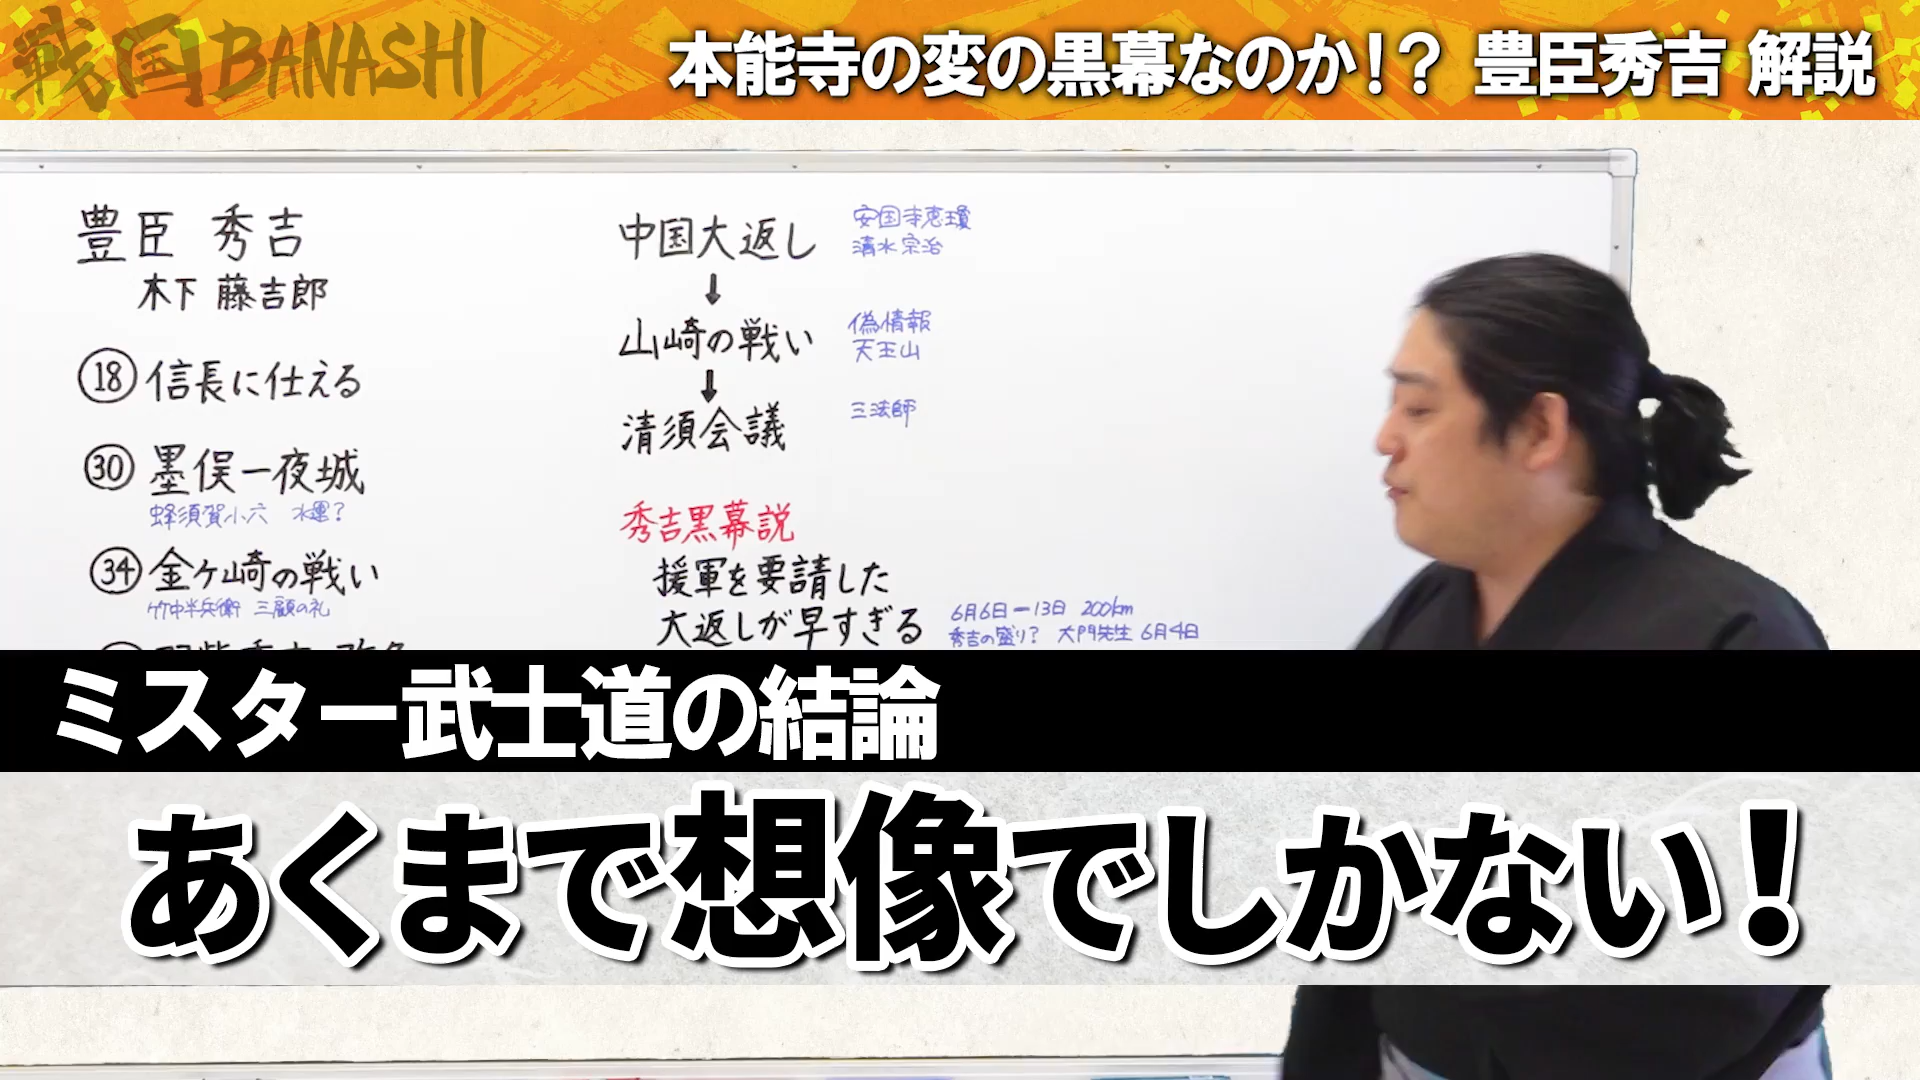 戦国BANASHI
本能寺の変の黒幕なのか!? 豊臣秀吉 解説
豊臣 秀吉
木下 藤吉郎
⑱信長に仕える
㉚墨俣一夜城
蜂須賀小六 水運?
㉞金ケ崎の戦い
竹中半兵衛 三顧の礼
中国大返し
安国寺恵瓊
清水宗治
↓
山崎の戦い
偽情報
天王山
↓
清須会議
三法師
秀吉黒幕説
援軍を要請した
大返しが早すぎる
6月6日ー13日 200km
秀吉の盛り? 大門先生 6月4日
ミスター武士道の結論
あくまで想像でしかない!